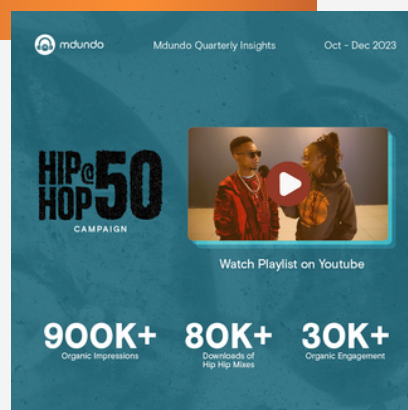 mdundo
Mdundo Quarterly Insights
Oct - Dec 2023
HIP@
HOP50
CAMPAIGN
Watch Playlist on Youtube
900K+
Organic Impressions
80K+
Downloads of
Hip Hip Mixes
30K+
Organic Engagement